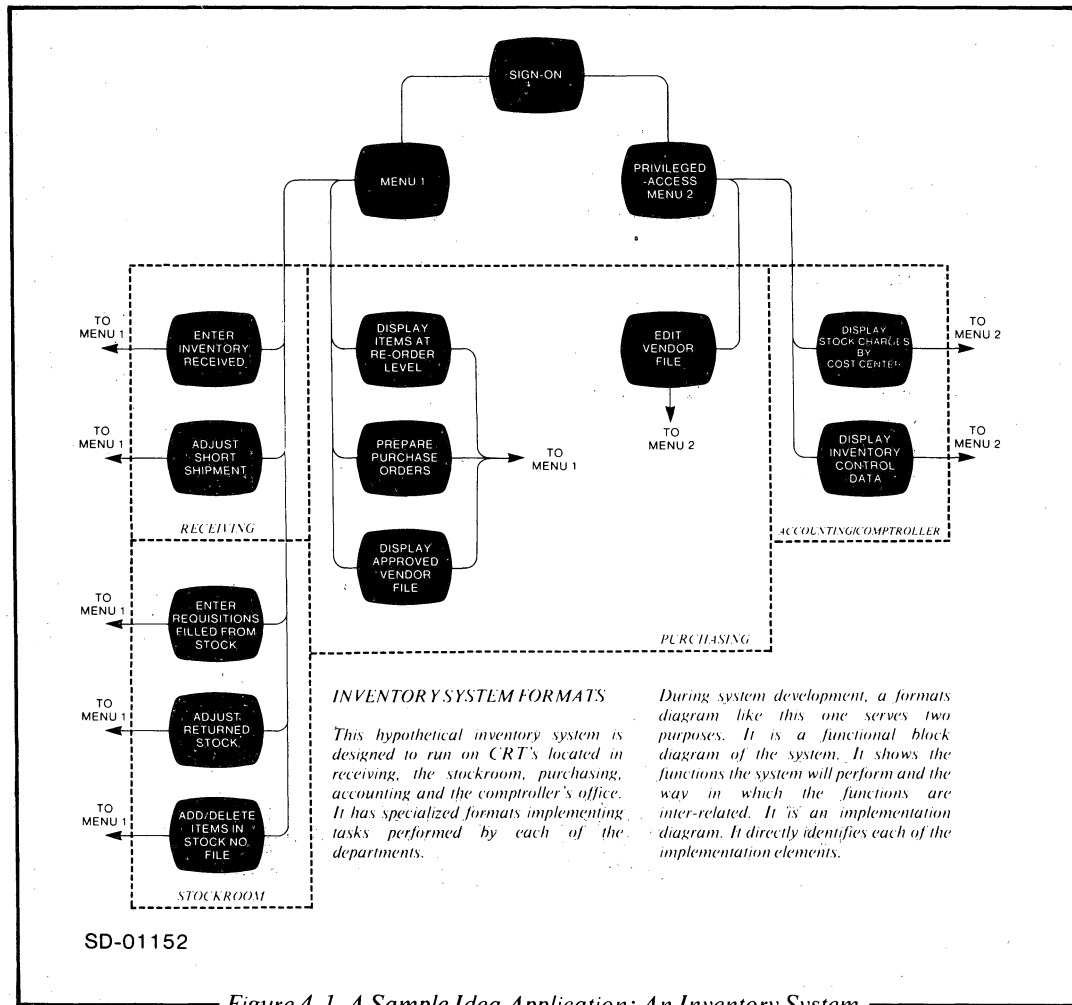 SIGN-ON
MENU 1
PRIVILEGED
-ACCESS
MENU 2
TO
MENU 1
ENTER
INVENTORY
RECEIVED
DISPLAY
ITEMS AT
RE-ORDER
LEVEL
EDIT
VENDOR
FILE
DISPLAY
STOCK CHARGES
BY
COST CENTER
TO
MENU 2
TO
MENU 1
ADJUST
SHORT
SHIPMENT
PREPARE
PURCHASE
ORDERS
TO
MENU 1
TO
MENU 2
DISPLAY
INVENTORY
CONTROL
DATA
TO
MENU 2
RECEIVING
ACCOUNTING/COMPTROLLER
DISPLAY
APPROVED
VENDOR
FILE
TO
MENU 1
ENTER
REQUISITIONS
FILLED FROM
STOCK
PURCHASING
TO
MENU 1
ADJUST
RETURNED
STOCK
TO
MENU 1
ADD/DELETE
ITEMS IN
STOCK NO.
FILE
STOCKROOM
INVENTORY SYSTEM FORMATS
This hypothetical inventory system is
designed to run on CRT's located in
receiving, the stockroom, purchasing,
accounting and the comptroller's office.
It has specialized formats implementing
tasks performed by each of the
departments.
During system development, a formats
diagram like this one serves two
purposes. It is a functional block
diagram of the system. It shows the
functions the system will perform and the
way in which the functions are
inter-related. It is an implementation
diagram. It directly identifies each of the
implementation elements.
SD-01152
Figure 4-1. A Sample Idea Application: An Inventory System